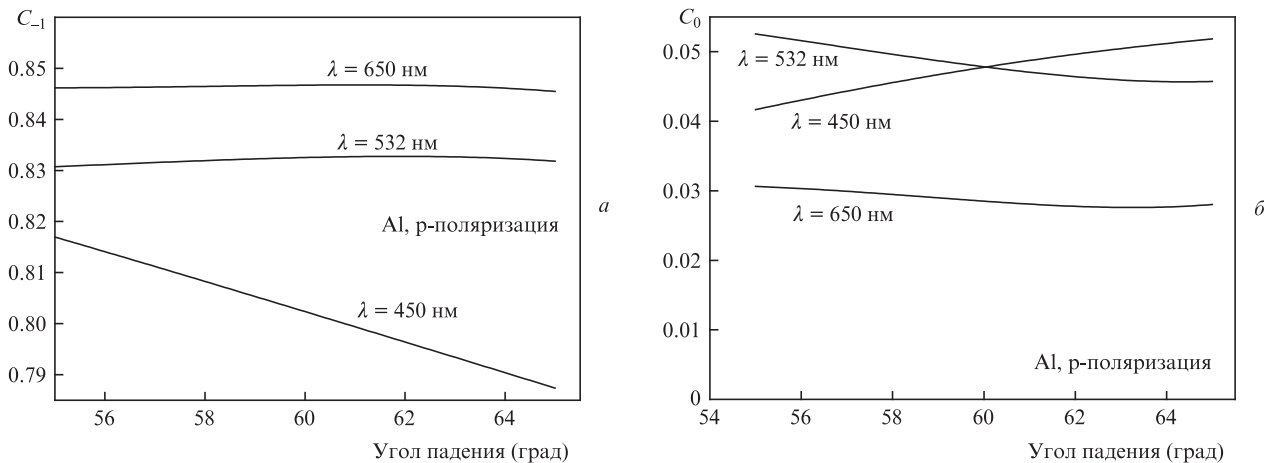 C₋₁
0.85
0.84
0.83
0.82
0.81
0.80
0.79
λ = 650 нм
λ = 532 нм
Al, p-поляризация
λ = 450 нм
56
58
60
62
64
Угол падения (град)
а
C₀
0.05
0.04
0.03
0.02
0.01
0
λ = 532 нм
λ = 450 нм
λ = 650 нм
Al, p-поляризация
54
56
58
60
62
64
Угол падения (град)
б